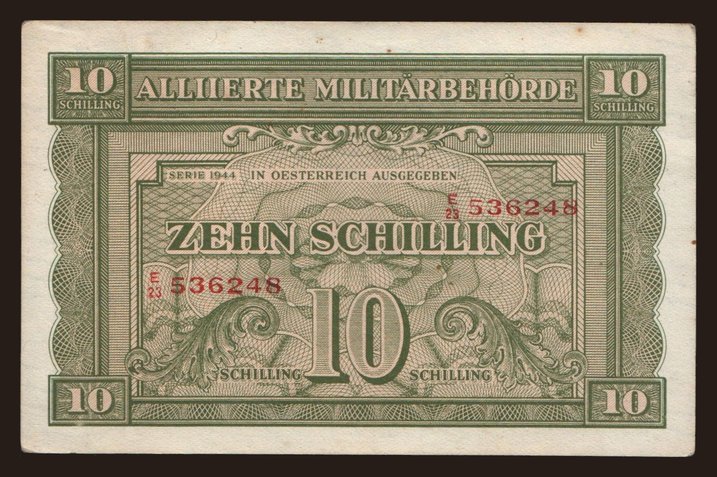 10 ALLIIERTE MILITÄRBEHÖRDE 10
SCHILLING SCHILLING
SERIE 1944 IN OESTERREICH AUSGEGEBEN
E/23 536248
ZEHN SCHILLING
E/23 536248
10
SCHILLING SCHILLING
10 10